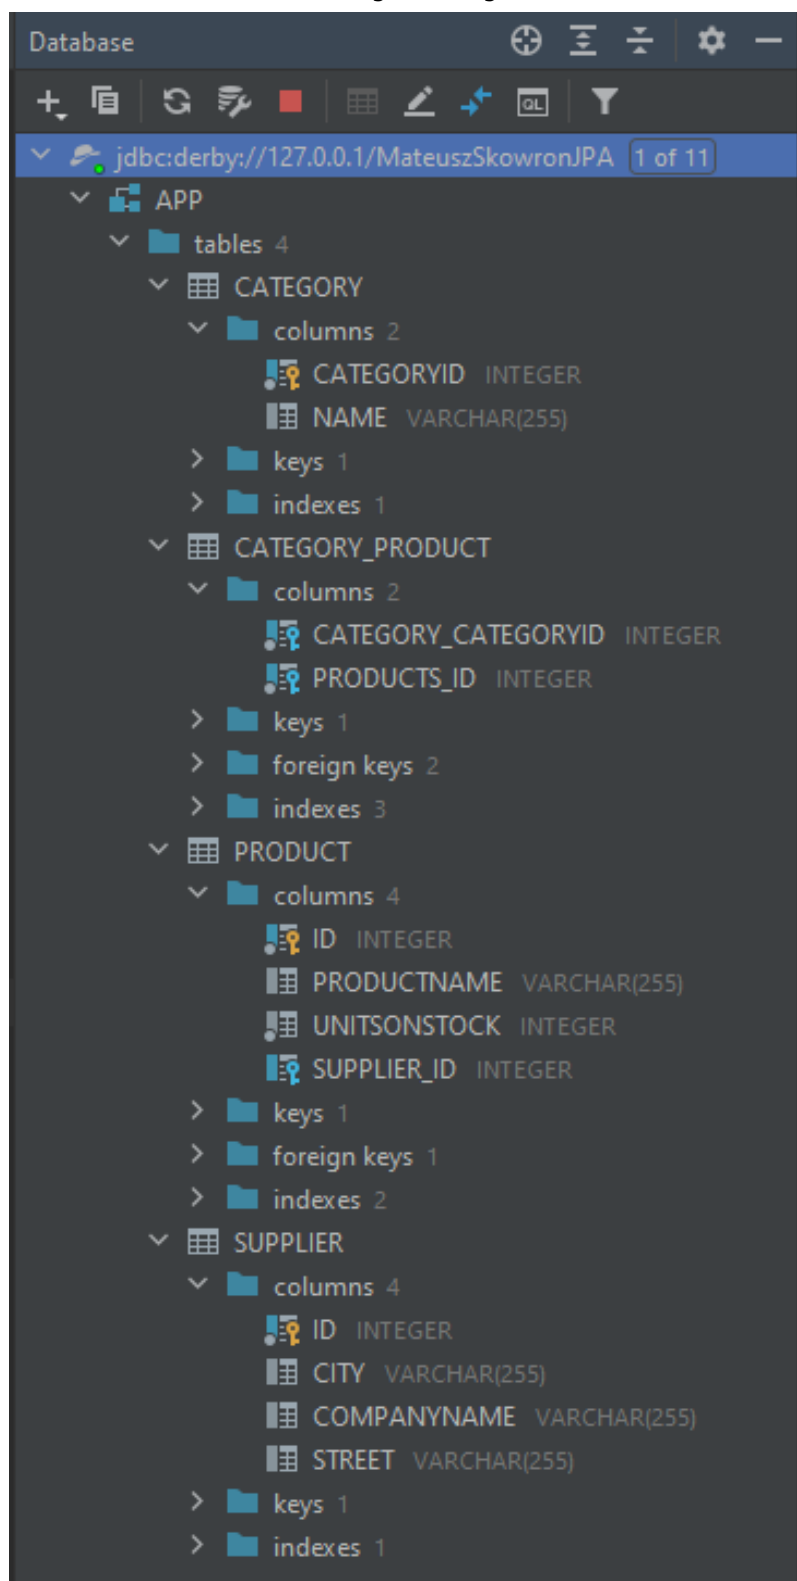 Database
QL
jdbc:derby://127.0.0.1/MateuszSkowronJPA 1 of 11
APP
tables 4
CATEGORY
columns 2
CATEGORYID INTEGER
NAME VARCHAR(255)
keys 1
indexes 1
CATEGORY_PRODUCT
columns 2
CATEGORY_CATEGORYID INTEGER
PRODUCTS_ID INTEGER
keys 1
foreign keys 2
indexes 3
PRODUCT
columns 4
ID INTEGER
PRODUCTNAME VARCHAR(255)
UNITSONSTOCK INTEGER
SUPPLIER_ID INTEGER
keys 1
foreign keys 1
indexes 2
SUPPLIER
columns 4
ID INTEGER
CITY VARCHAR(255)
COMPANYNAME VARCHAR(255)
STREET VARCHAR(255)
keys 1
indexes 1